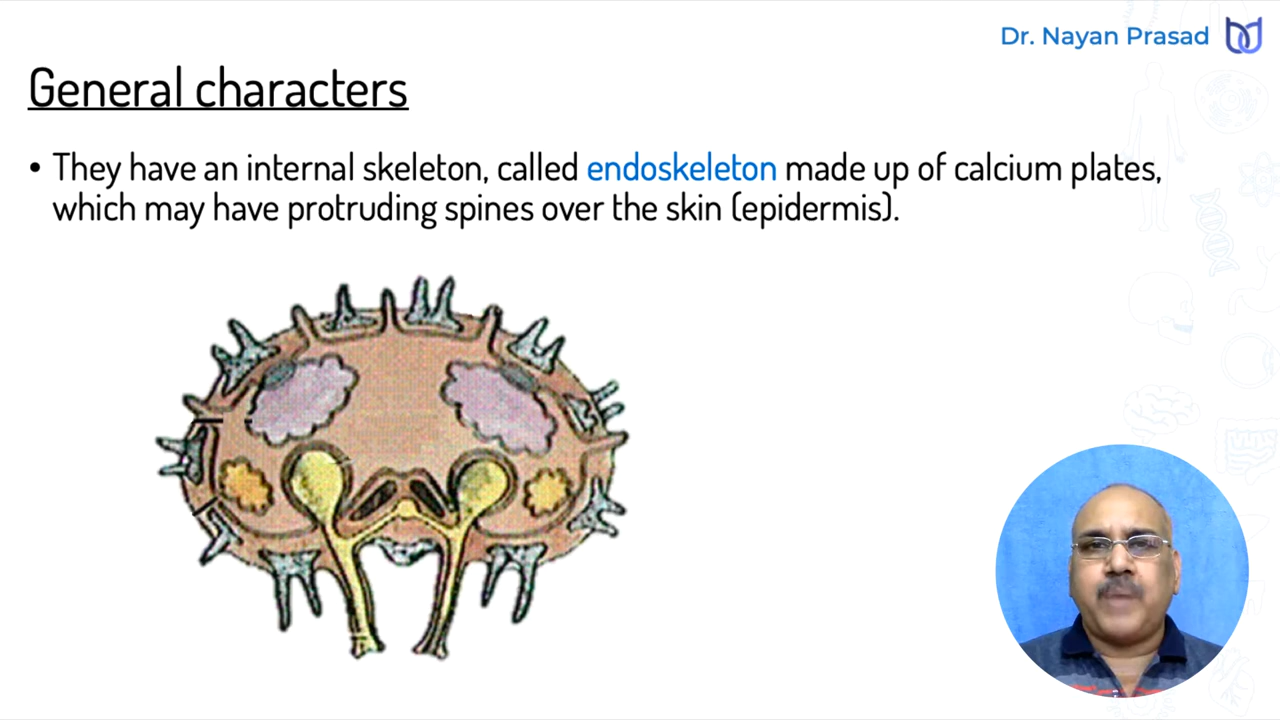 Dr. Nayan Prasad
General characters
• They have an internal skeleton, called endoskeleton made up of calcium plates,
which may have protruding spines over the skin (epidermis).